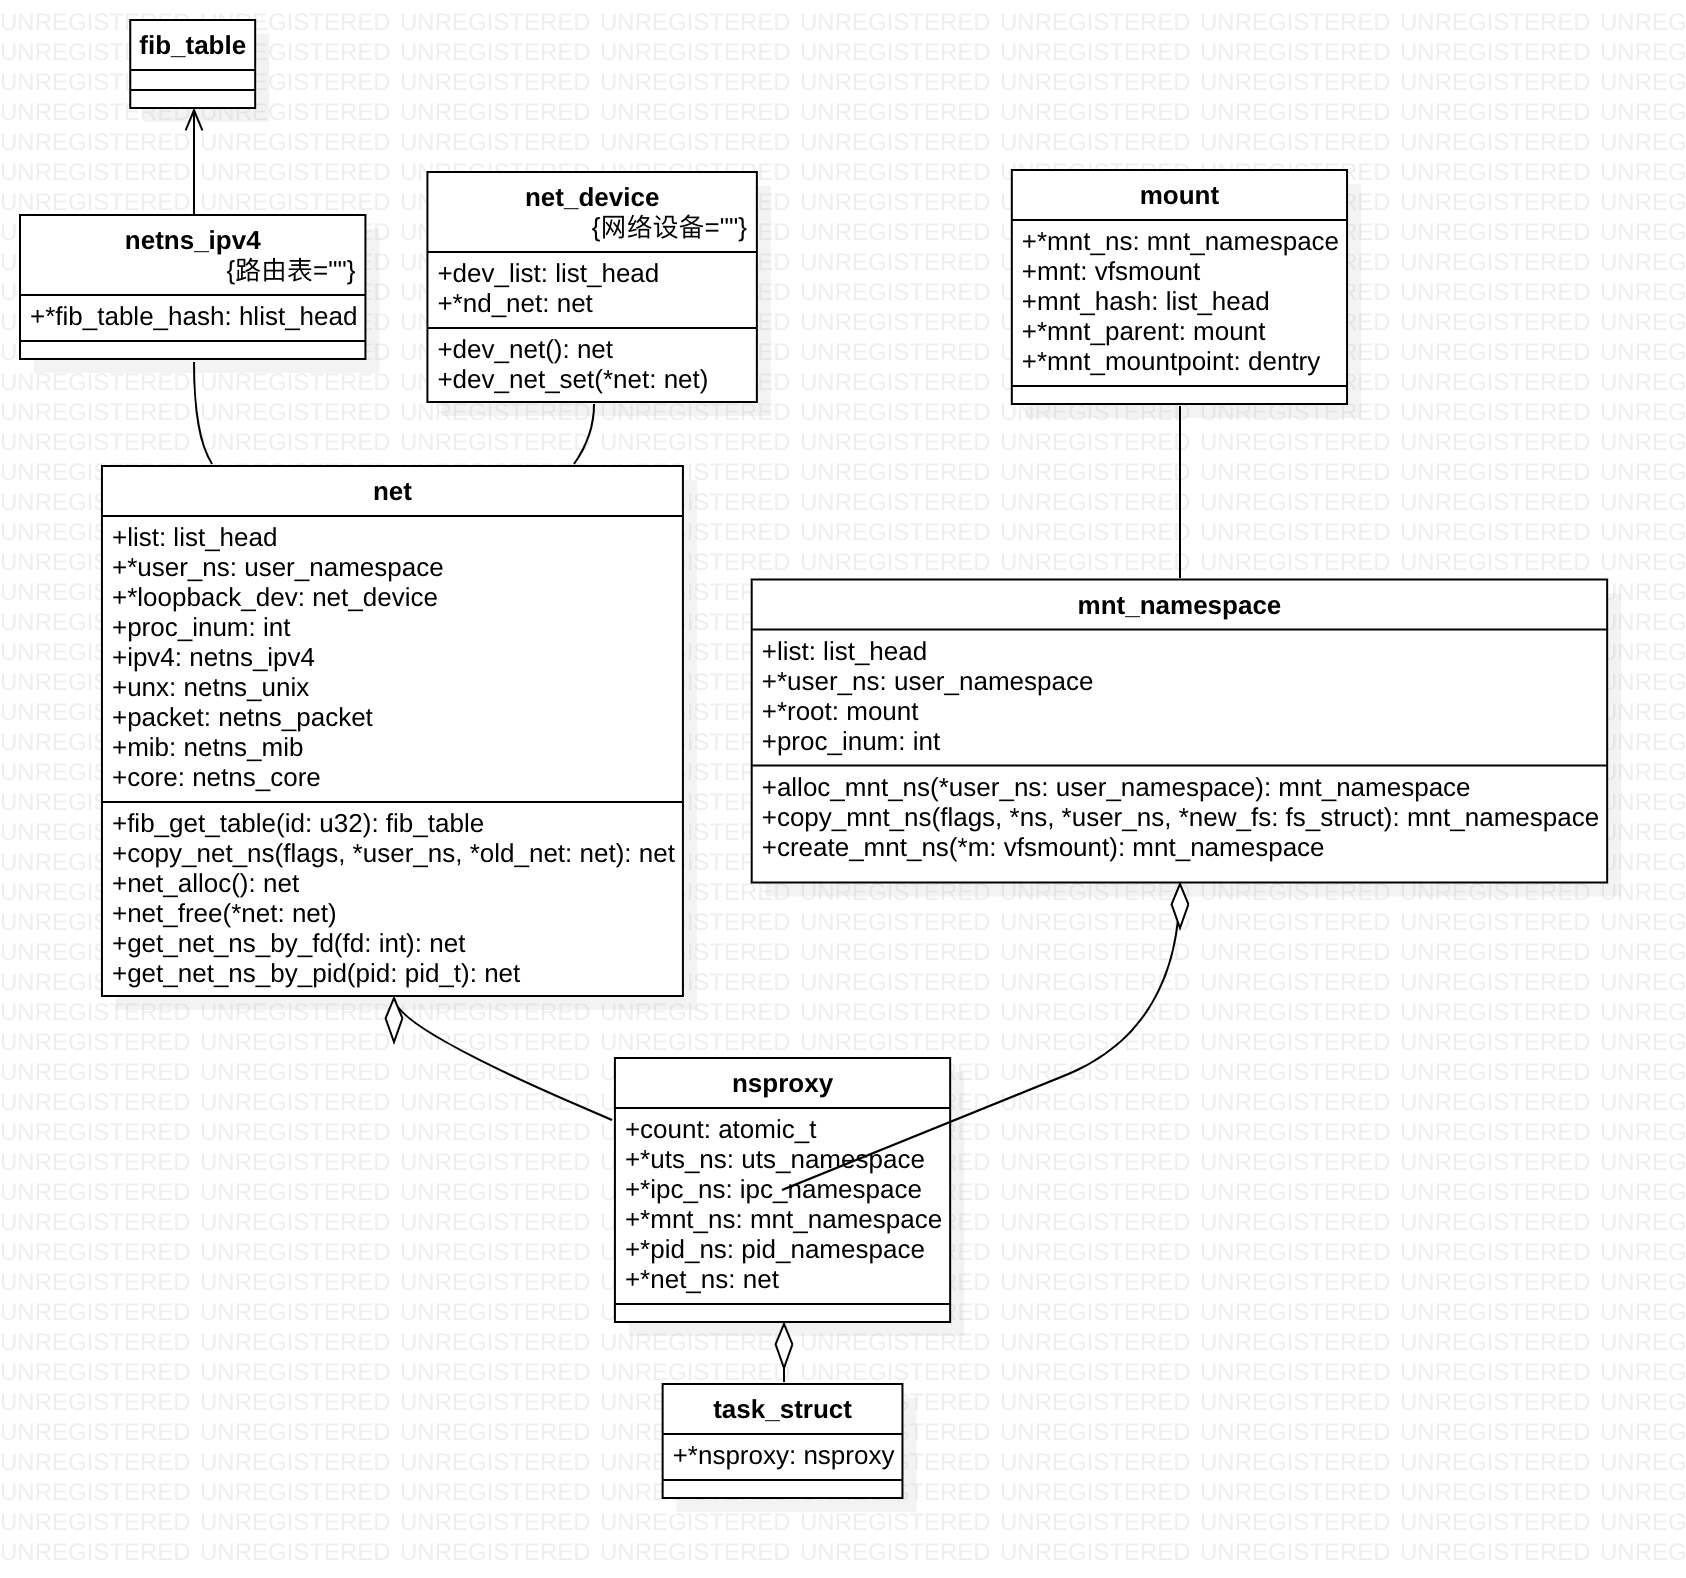 fib_table
netns_ipv4
{路由表=""}
+*fib_table_hash: hlist_head
net_device
{网络设备=""}
+dev_list: list_head
+*nd_net: net
+dev_net(): net
+dev_net_set(*net: net)
mount
+*mnt_ns: mnt_namespace
+mnt: vfsmount
+mnt_hash: list_head
+*mnt_parent: mount
+*mnt_mountpoint: dentry
net
+list: list_head
+*user_ns: user_namespace
+*loopback_dev: net_device
+proc_inum: int
+ipv4: netns_ipv4
+unx: netns_unix
+packet: netns_packet
+mib: netns_mib
+core: netns_core
+fib_get_table(id: u32): fib_table
+copy_net_ns(flags, *user_ns, *old_net: net): net
+net_alloc(): net
+net_free(*net: net)
+get_net_ns_by_fd(fd: int): net
+get_net_ns_by_pid(pid: pid_t): net
mnt_namespace
+list: list_head
+*user_ns: user_namespace
+*root: mount
+proc_inum: int
+alloc_mnt_ns(*user_ns: user_namespace): mnt_namespace
+copy_mnt_ns(flags, *ns, *user_ns, *new_fs: fs_struct): mnt_namespace
+create_mnt_ns(*m: vfsmount): mnt_namespace
nsproxy
+count: atomic_t
+*uts_ns: uts_namespace
+*ipc_ns: ipc_namespace
+*mnt_ns: mnt_namespace
+*pid_ns: pid_namespace
+*net_ns: net
task_struct
+*nsproxy: nsproxy